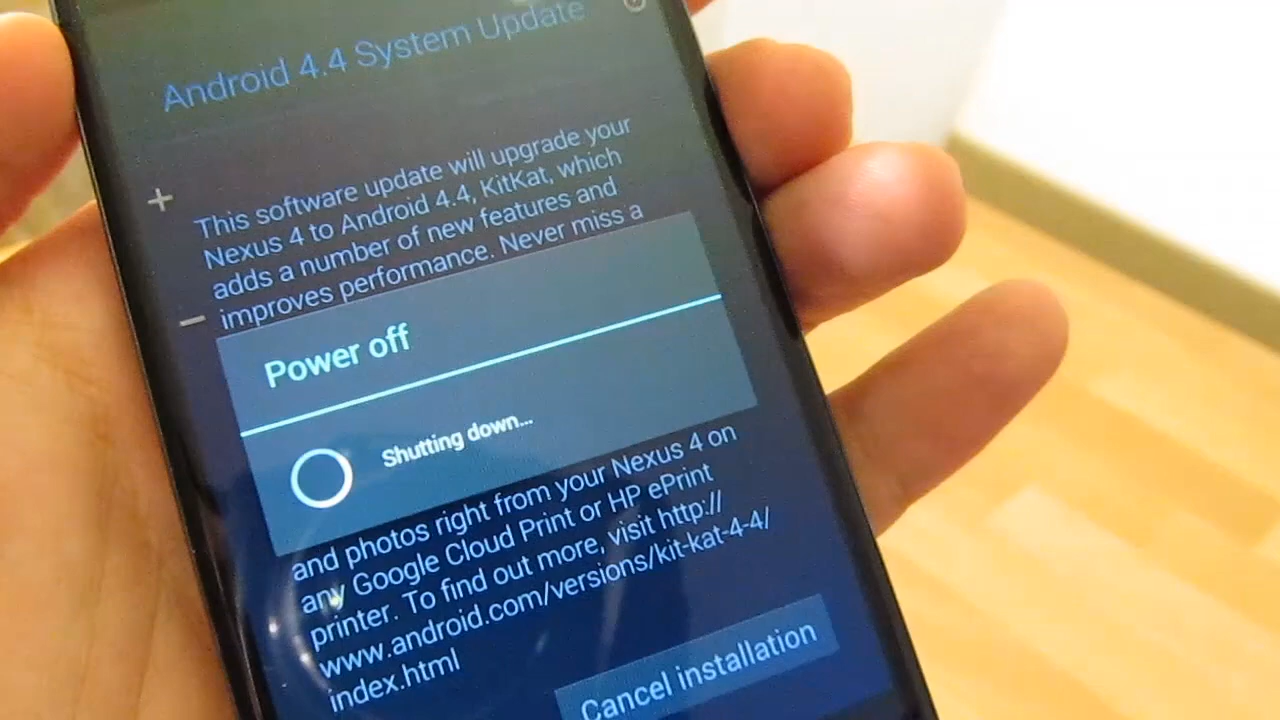 Android 4.4 System Update
This software update will upgrade your
Nexus 4 to Android 4.4, KitKat, which
adds a number of new features and
improves performance. Never miss a
Power off
Shutting down...
and photos right from your Nexus 4 on
any Google Cloud Print or HP ePrint
printer. To find out more, visit http://
www.android.com/versions/kit-kat-4-4/
index.html
Cancel installation